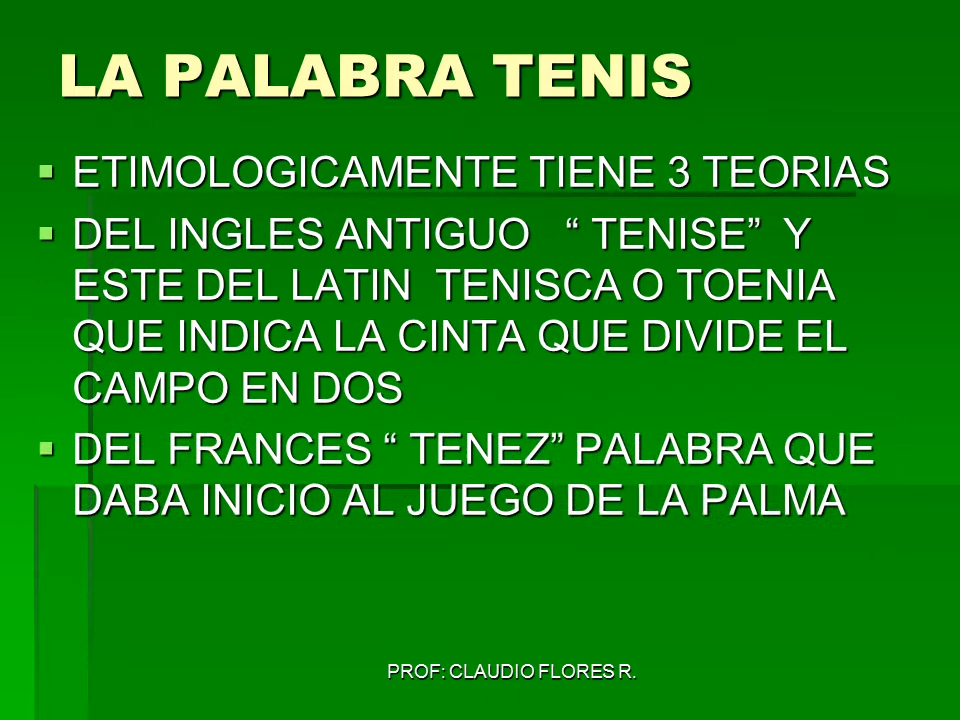 LA PALABRA TENIS
ETIMOLOGICAMENTE TIENE 3 TEORIAS
DEL INGLES ANTIGUO “ TENISE” Y
ESTE DEL LATIN TENISCA O TOENIA
QUE INDICA LA CINTA QUE DIVIDE EL
CAMPO EN DOS
DEL FRANCES “ TENEZ” PALABRA QUE
DABA INICIO AL JUEGO DE LA PALMA
PROF: CLAUDIO FLORES R.